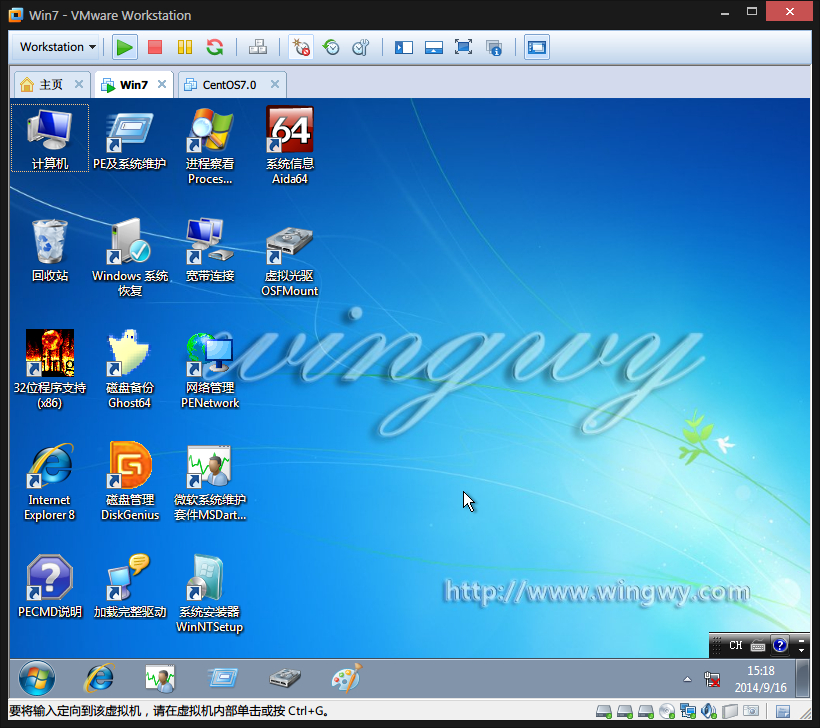 Win7 - VMware Workstation
Workstation
主页
Win7
CentOS7.0
计算机
PE及系统维护
进程察看
Proces...
64
系统信息
Aida64
回收站
Windows 系统
恢复
宽带连接
虚拟光驱
OSFMount
wingwy
32位程序支持
(x86)
磁盘备份
Ghost64
网络管理
PENetwork
Internet
Explorer 8
磁盘管理
DiskGenius
微软系统维护
套件MSDart...
PECMD说明
加载完整驱动
系统安装器
WinNTSetup
http://www.wingwy.com
CH
15:18
2014/9/16
要将输入定向到该虚拟机，请在虚拟机内部单击或按 Ctrl+G。